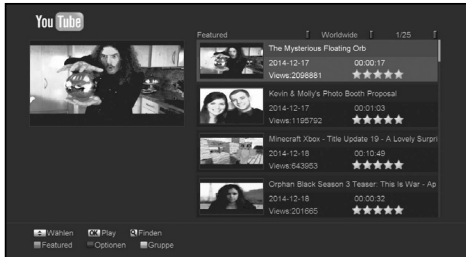 You Tube
Featured Worldwide 1/25
The Mysterious Floating Orb
2014-12-17 00:00:17
Views:2098881
Kevin & Molly's Photo Booth Proposal
2014-12-17 00:01:03
Views:1195792
Minecraft Xbox - Title Update 19 - A Lovely Surpri
2014-12-18 00:10:49
Views:643953
Orphan Black Season 3 Teaser: This Is War - Ap
2014-12-18 00:00:32
Views:201665
Wählen OK Play Finden
Featured Optionen Gruppe